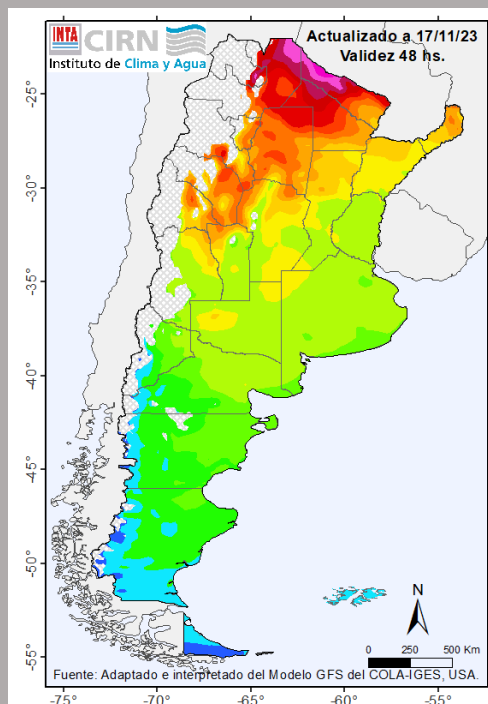 INTA CIRN
Instituto de Clima y Agua
Actualizado a 17/11/23
Validez 48 hs.
-25°
-30°
-35°
-40°
-45°
-50°
-55°
N
0 250 500 Km
Fuente: Adaptado e interpretado del Modelo GFS del COLA-IGES, USA.
-75° -70° -65° -60° -55°